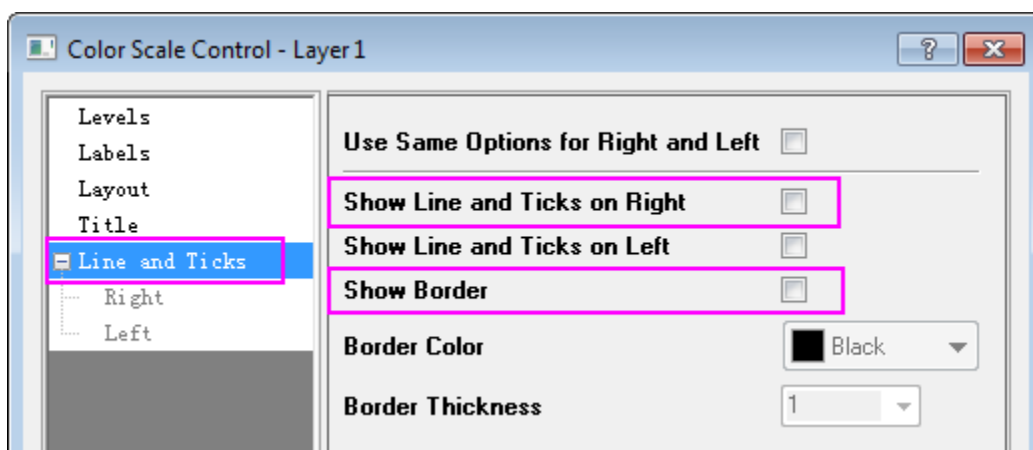 Color Scale Control - Layer1
?
Levels
Labels
Layout
Title
Line and Ticks
Right
Left
Use Same Options for Right and Left
Show Line and Ticks on Right
Show Line and Ticks on Left
Show Border
Border Color
Black
Border Thickness
1